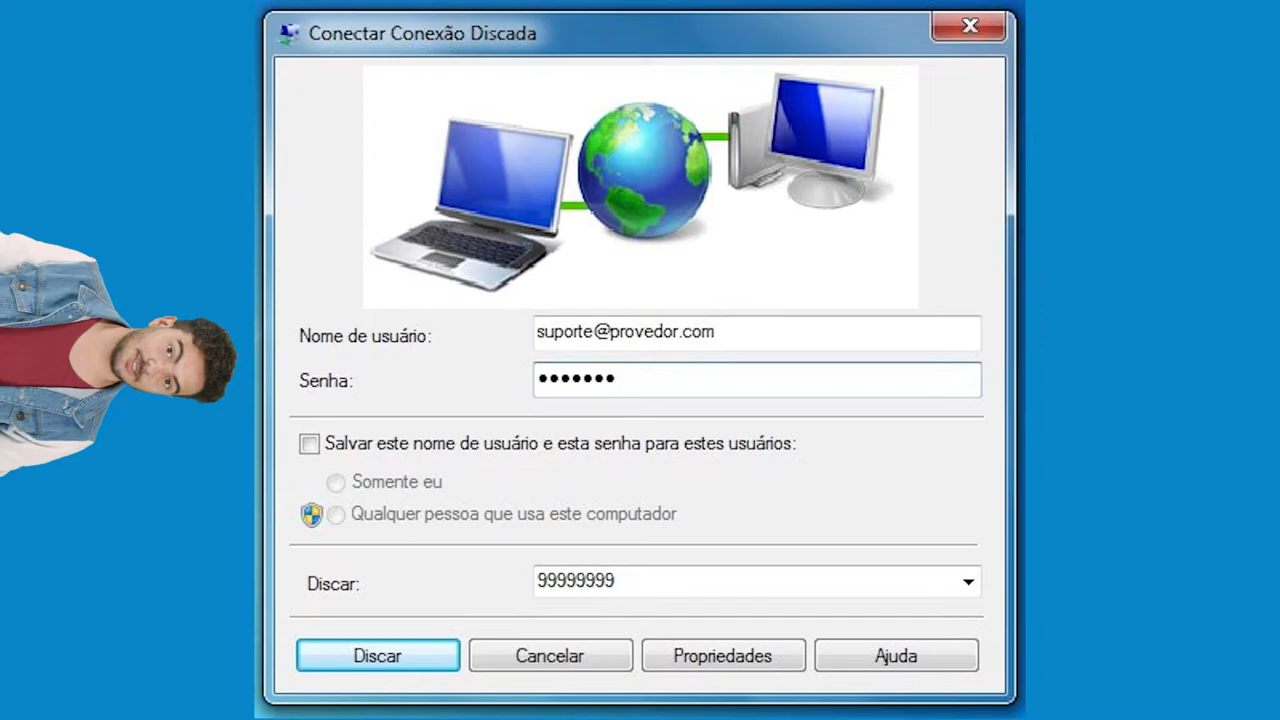 Conectar Conexão Discada
Nome de usuário: suporte@provedor.com
Senha: •••••••
Salvar este nome de usuário e esta senha para estes usuários:
Somente eu
Qualquer pessoa que usa este computador
Discar: 99999999
Discar Cancelar Propriedades Ajuda